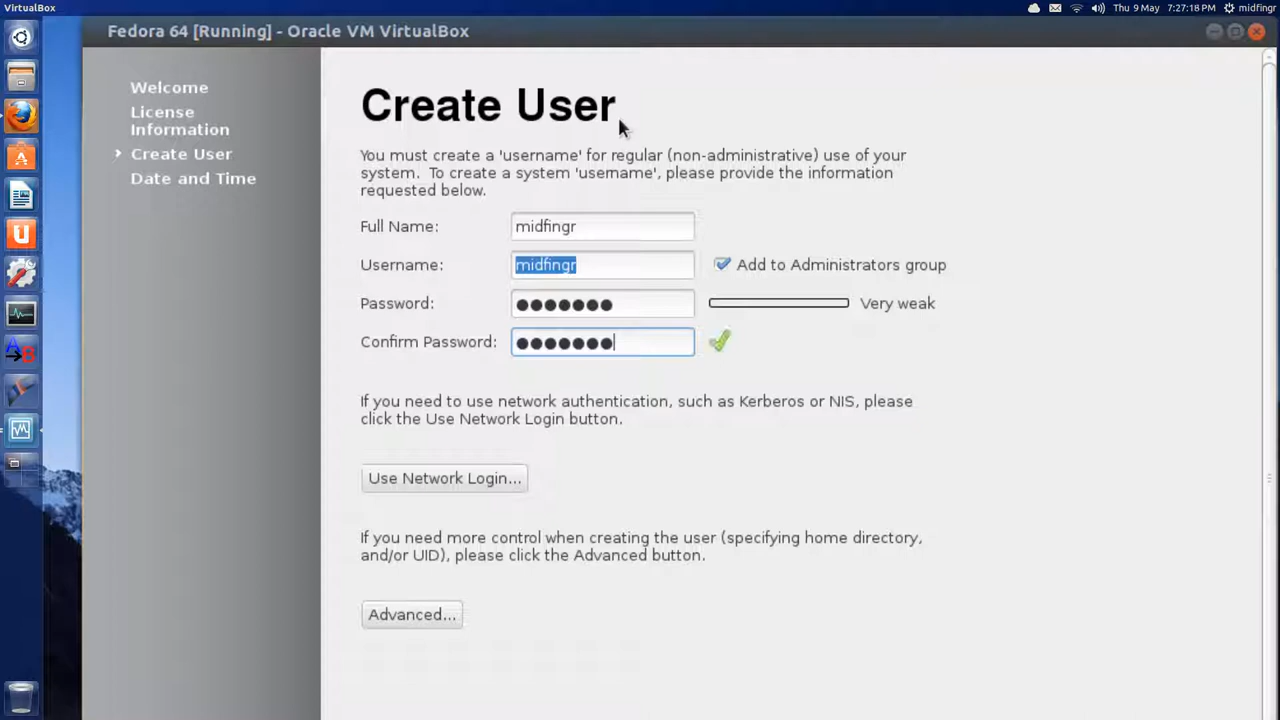 VirtualBox
Thu 9 May 7:27:18 PM midfingr
Fedora 64 [Running] - Oracle VM VirtualBox
Welcome
License
Information
Create User
Date and Time
Create User
You must create a 'username' for regular (non-administrative) use of your
system. To create a system 'username', please provide the information
requested below.
Full Name: midfingr
Username: midfingr Add to Administrators group
Password: ●●●●●●● Very weak
Confirm Password: ●●●●●●●
If you need to use network authentication, such as Kerberos or NIS, please
click the Use Network Login button.
Use Network Login...
If you need more control when creating the user (specifying home directory,
and/or UID), please click the Advanced button.
Advanced...